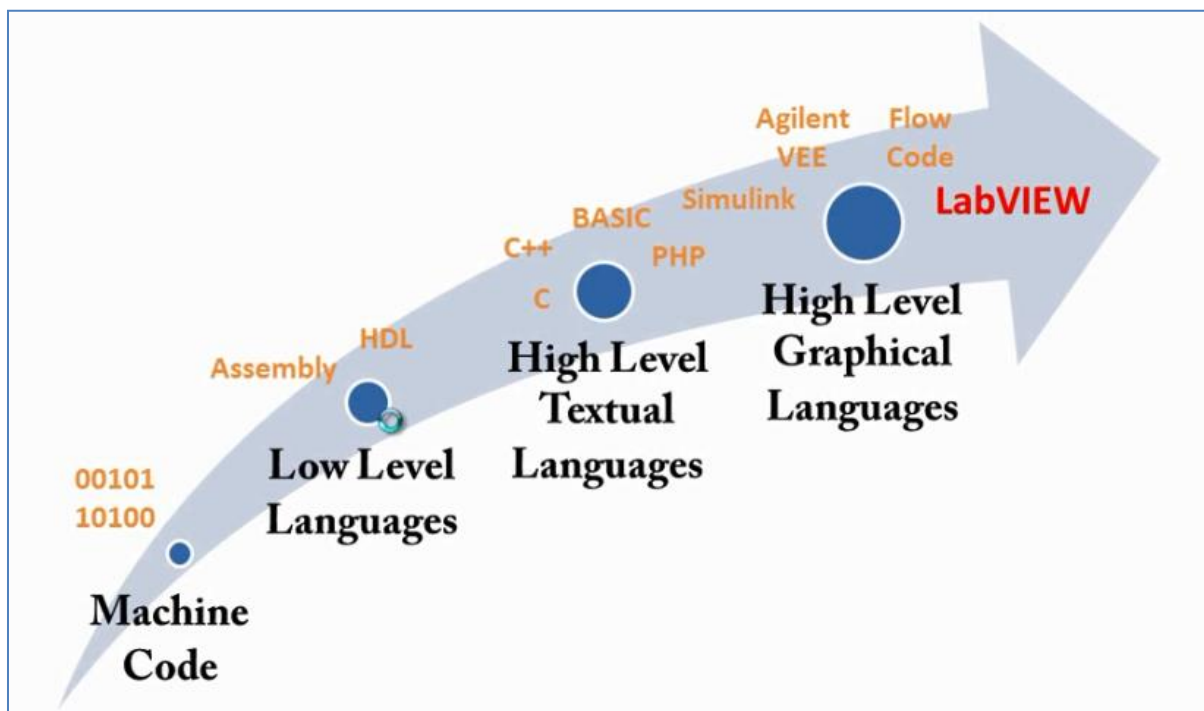 00101
10100
Machine
Code
Assembly
HDL
Low Level
Languages
C++
BASIC
C
PHP
High Level
Textual
Languages
Simulink
Agilent
VEE
Flow
Code
LabVIEW
High Level
Graphical
Languages